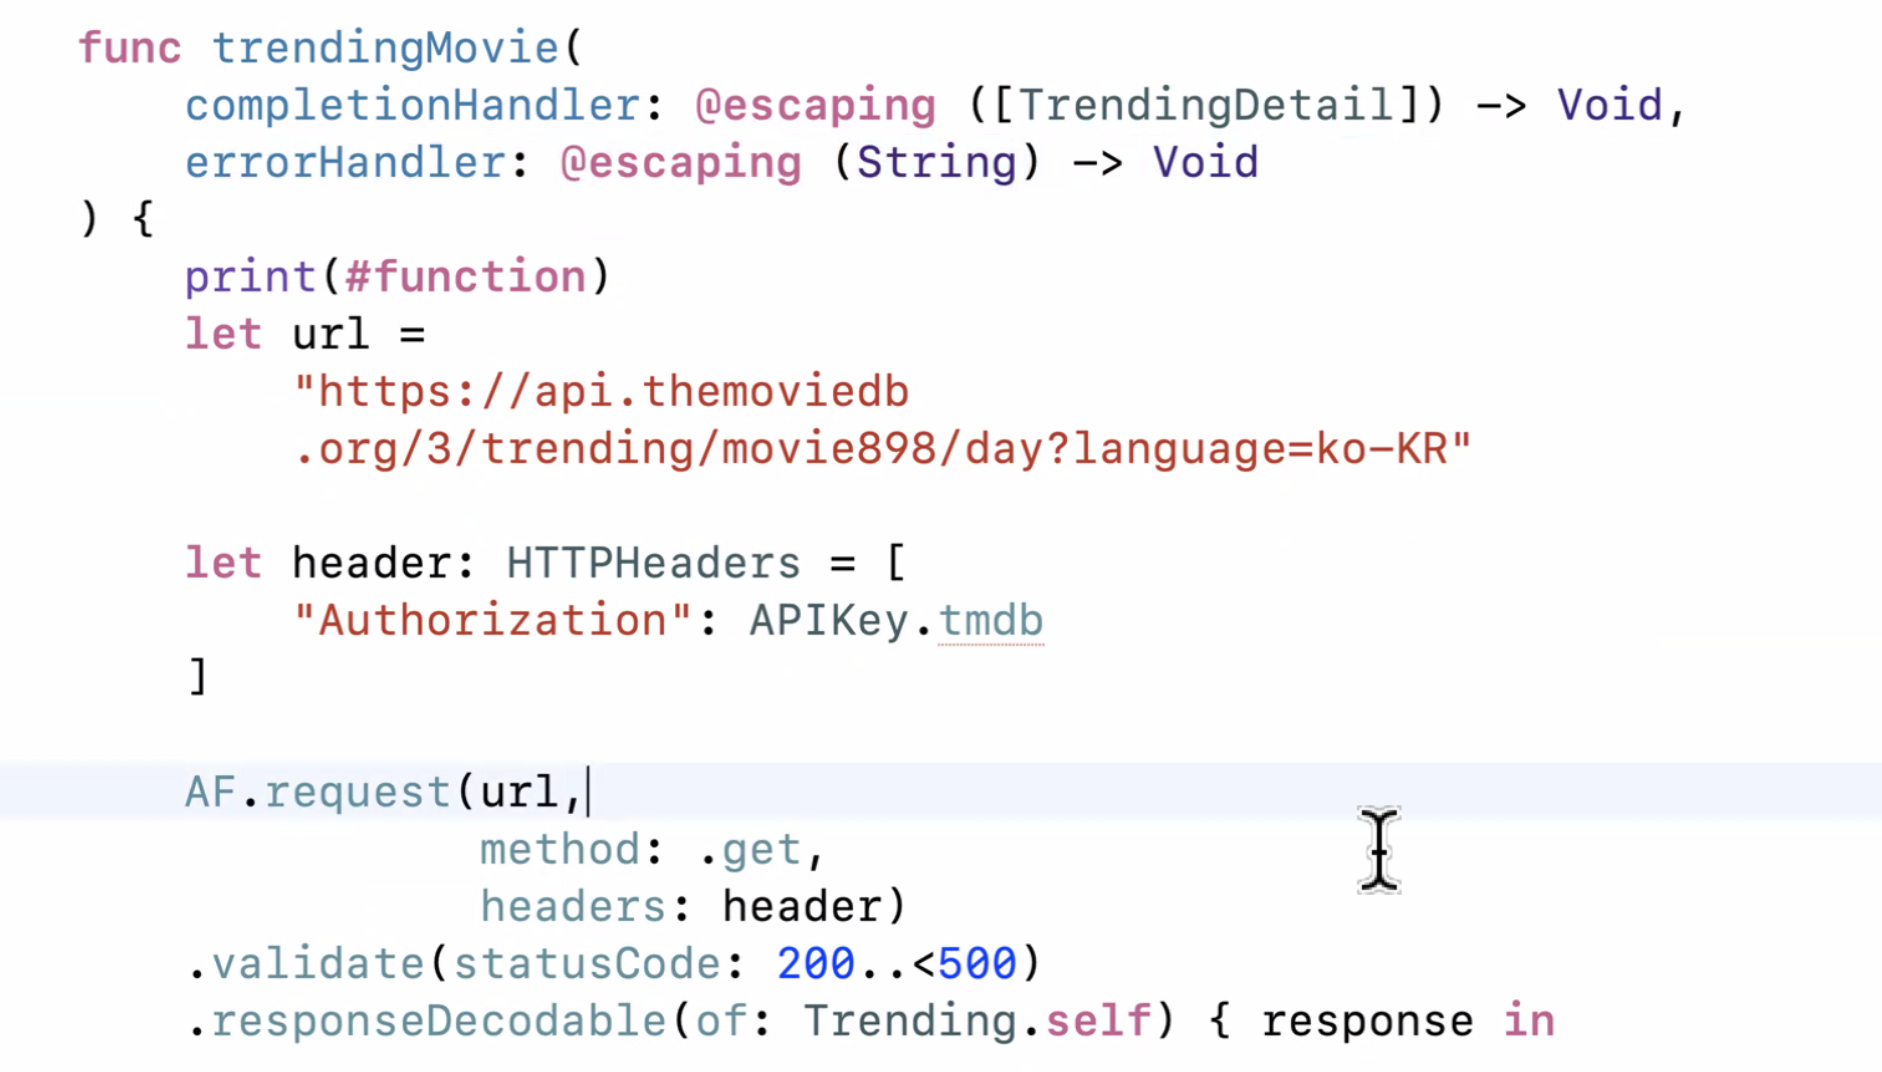 func trendingMovie(
completionHandler: @escaping ([TrendingDetail]) -> Void,
errorHandler: @escaping (String) -> Void
) {
print(#function)
let url =
"https://api.themoviedb
.org/3/trending/movie898/day?language=ko-KR"
let header: HTTPHeaders = [
"Authorization": APIKey.tmdb
]
AF.request(url,
method: .get,
headers: header)
.validate(statusCode: 200..<500)
.responseDecodable(of: Trending.self) { response in